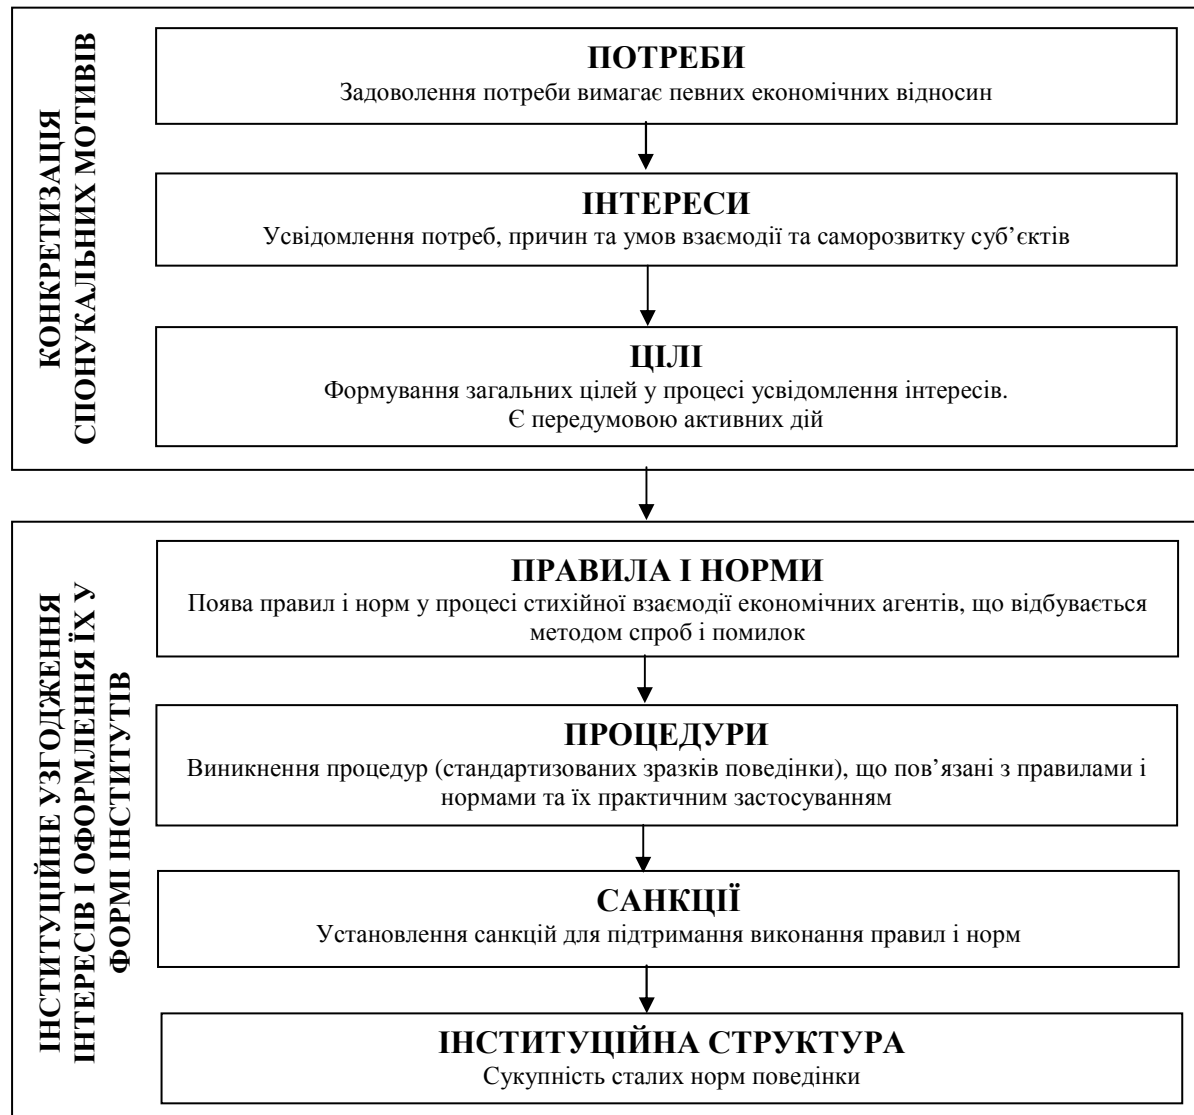 КОНКРЕТИЗАЦІЯ
СПОНУКАЛЬНИХ МОТИВІВ
ПОТРЕБИ
Задоволення потреби вимагає певних економічних відносин
ІНТЕРЕСИ
Усвідомлення потреб, причин та умов взаємодії та саморозвитку суб’єктів
ЦІЛІ
Формування загальних цілей у процесі усвідомлення інтересів.
Є передумовою активних дій
ІНСТИТУЦІЙНЕ УЗГОДЖЕННЯ
ІНТЕРЕСІВ І ОФОРМЛЕННЯ ЇХ У
ФОРМІ ІНСТИТУТІВ
ПРАВИЛА І НОРМИ
Поява правил і норм у процесі стихійної взаємодії економічних агентів, що відбувається
методом спроб і помилок
ПРОЦЕДУРИ
Виникнення процедур (стандартизованих зразків поведінки), що пов’язані з правилами і
нормами та їх практичним застосуванням
САНКЦІЇ
Установлення санкцій для підтримання виконання правил і норм
ІНСТИТУЦІЙНА СТРУКТУРА
Сукупність сталих норм поведінки